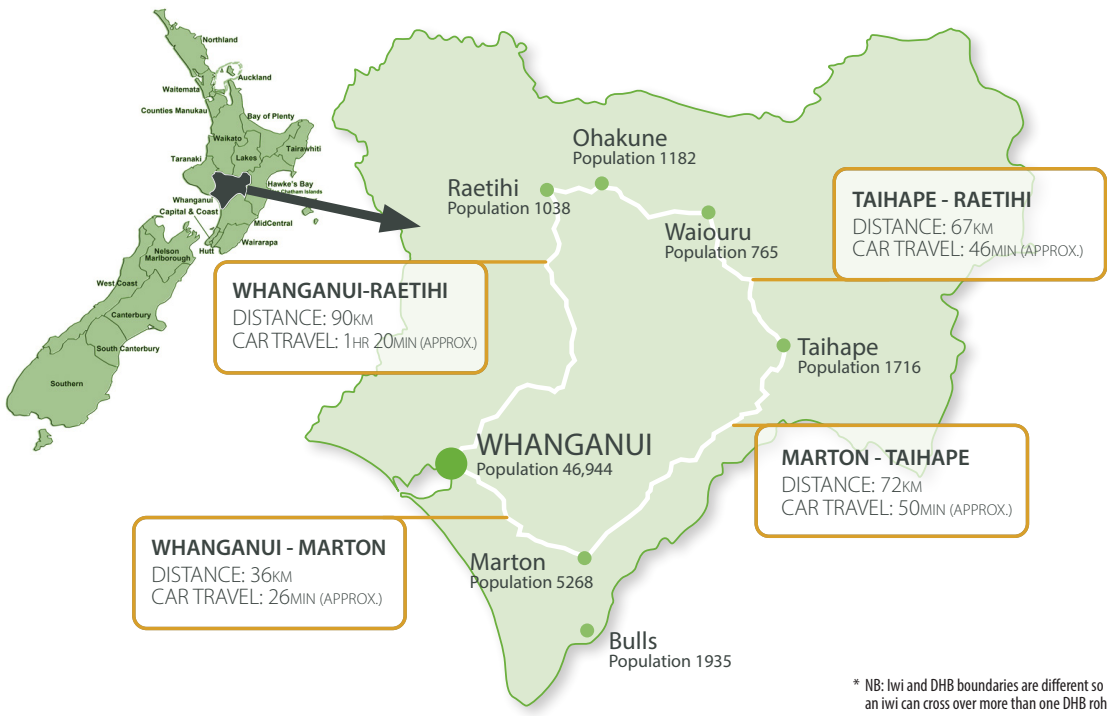 Northland
Auckland
Waitemata
Counties Manukau
Bay of Plenty
Waikato
Tairawhiti
Taranaki
Lakes
Hawke's Bay
Chatham Islands
Whanganui
Capital & Coast
MidCentral
Hutt
Wairarapa
Nelson
Marlborough
West Coast
Canterbury
South Canterbury
Southern
Ohakune
Population 1182
Raetihi
Population 1038
Waiouru
Population 765
TAIHAPE - RAETIHI
DISTANCE: 67KM
CAR TRAVEL: 46MIN (APPROX.)
WHANGANUI-RAETIHI
DISTANCE: 90KM
CAR TRAVEL: 1HR 20MIN (APPROX.)
Taihape
Population 1716
WHANGANUI
Population 46,944
MARTON - TAIHAPE
DISTANCE: 72KM
CAR TRAVEL: 50MIN (APPROX.)
WHANGANUI - MARTON
DISTANCE: 36KM
CAR TRAVEL: 26MIN (APPROX.)
Marton
Population 5268
Bulls
Population 1935
* NB: Iwi and DHB boundaries are different so
an iwi can cross over more than one DHB roh